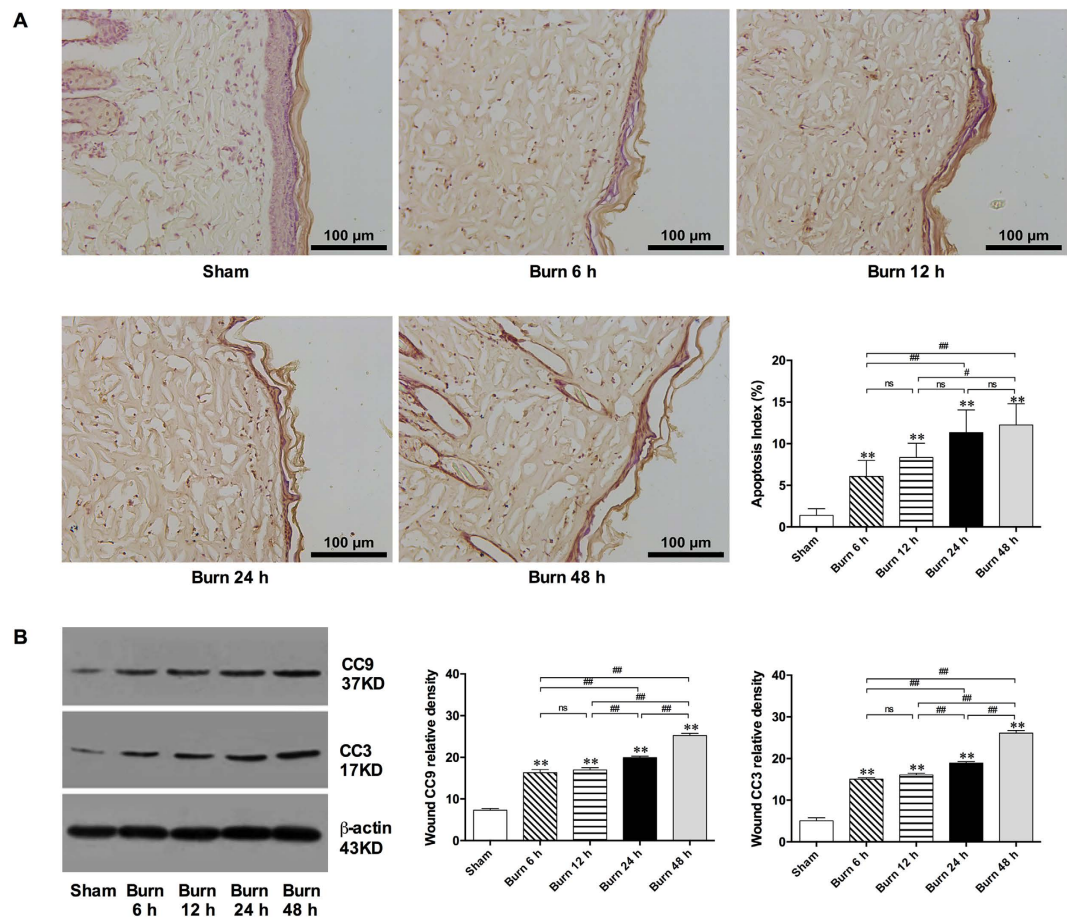 A
100 µm
Sham
100 µm
Burn 6 h
100 µm
Burn 12 h
100 µm
Burn 24 h
100 µm
Burn 48 h
Apoptosis Index (%)
20
15
10
5
0
##
##
#
ns
ns
ns
**
**
**
**
Sham
Burn 6 h
Burn 12 h
Burn 24 h
Burn 48 h
B
CC9
37KD
CC3
17KD
β-actin
43KD
Sham
Burn
6 h
Burn
12 h
Burn
24 h
Burn
48 h
Wound CC9 relative density
40
30
20
10
0
##
##
##
ns
##
##
**
**
**
**
Sham
Burn 6 h
Burn 12 h
Burn 24 h
Burn 48 h
Wound CC3 relative density
40
30
20
10
0
##
##
##
ns
##
##
**
**
**
**
Sham
Burn 6 h
Burn 12 h
Burn 24 h
Burn 48 h